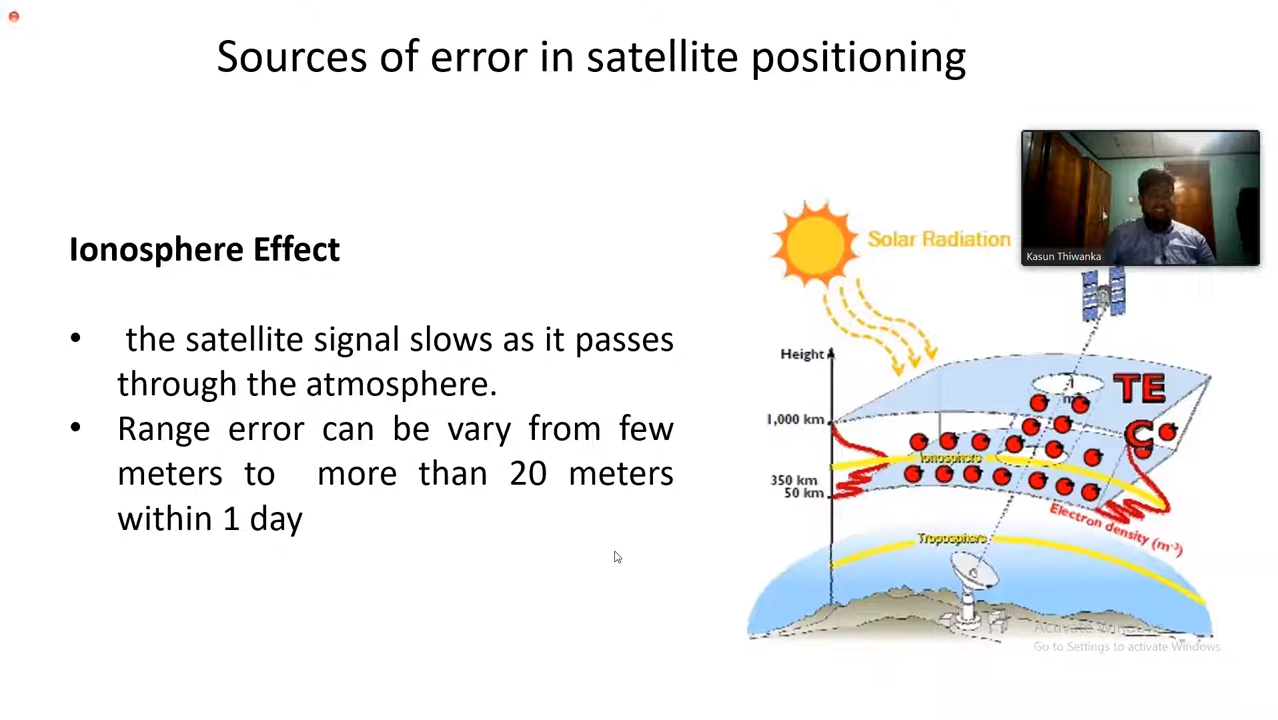 Sources of error in satellite positioning
Kasun Thiwanka
Ionosphere Effect
• the satellite signal slows as it passes
through the atmosphere.
• Range error can be vary from few
meters to more than 20 meters
within 1 day
Solar Radiation
Height
TE
C
1,000 km
Ionosphere
350 km
50 km
Electron density (m⁻³)
Troposphere
Activate Windows
Go to Settings to activate Windows.